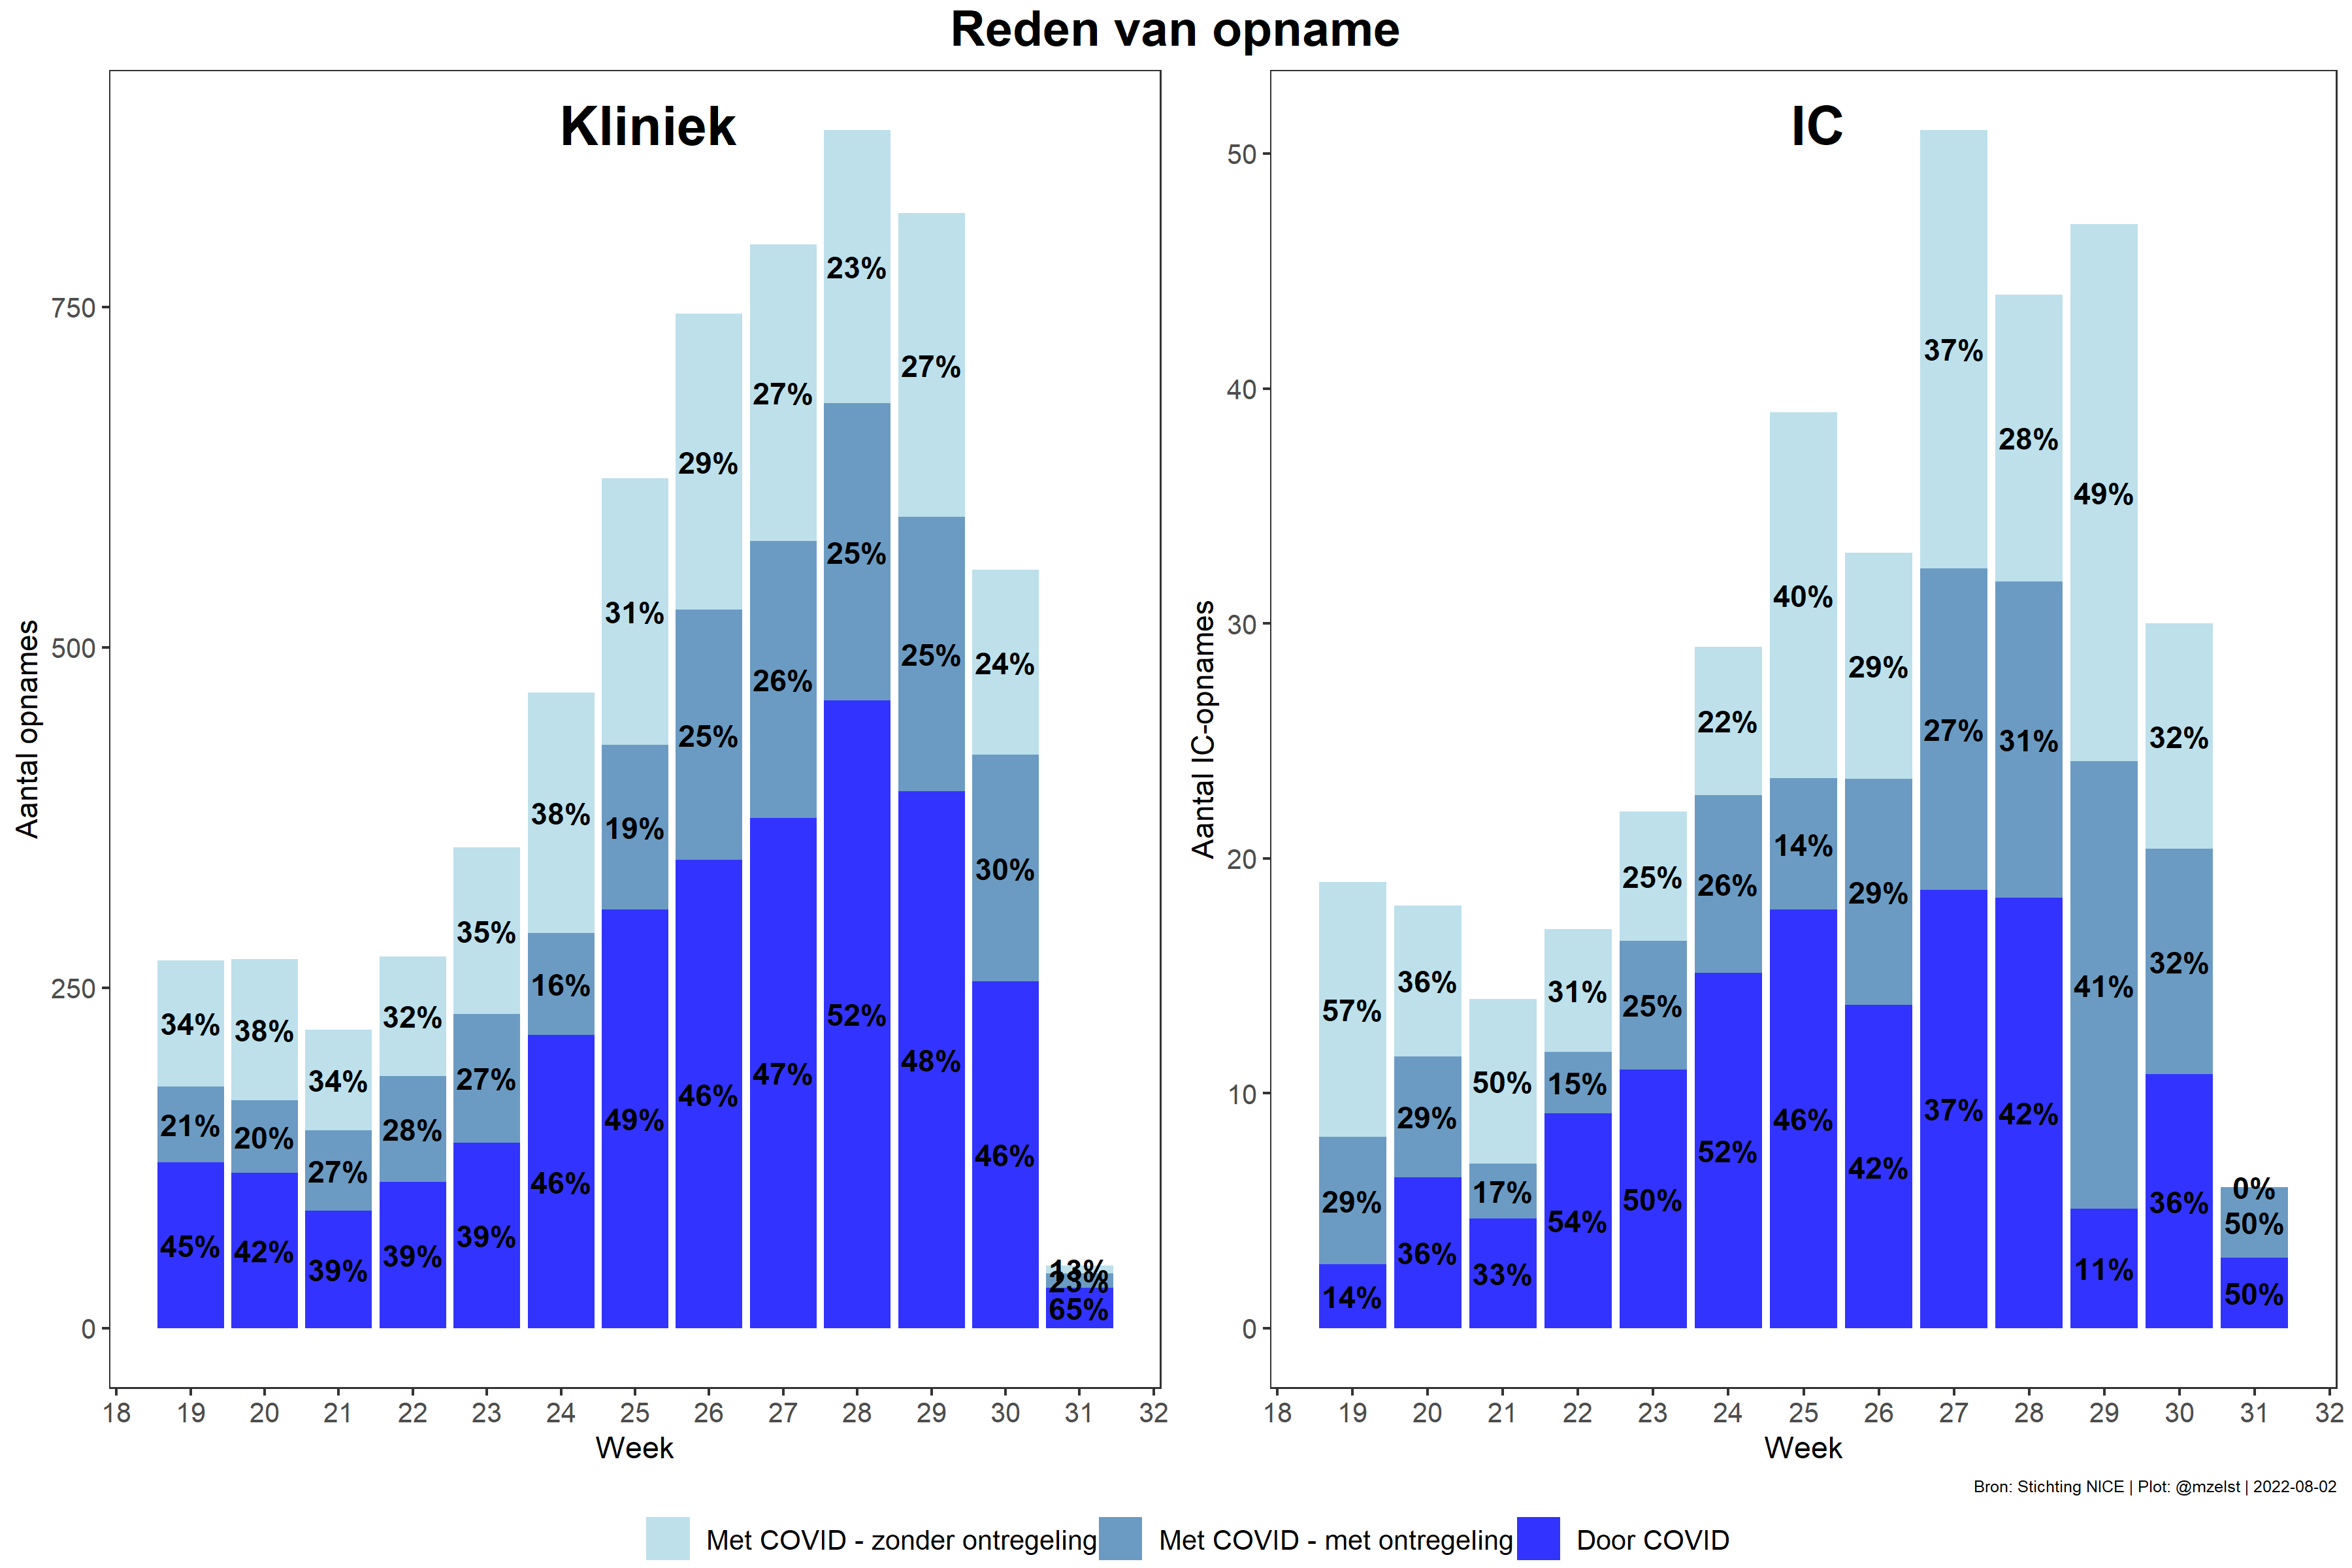 Reden van opname
Kliniek
Aantal opnames
750
500
250
0
34% 38% 34% 32% 35% 38% 31% 29% 27% 23% 27% 24% 13%
21% 20% 27% 28% 27% 16% 19% 25% 26% 25% 25% 30% 23%
45% 42% 39% 39% 39% 46% 49% 46% 47% 52% 48% 46% 65%
18 19 20 21 22 23 24 25 26 27 28 29 30 31 32
Week
IC
Aantal IC-opnames
50
40
30
20
10
0
57% 36% 50% 31% 25% 22% 40% 29% 37% 28% 49% 32% 0%
29% 29% 17% 15% 25% 26% 14% 29% 27% 31% 41% 32% 50%
14% 36% 33% 54% 50% 52% 46% 42% 37% 42% 11% 36% 50%
18 19 20 21 22 23 24 25 26 27 28 29 30 31 32
Week
Bron: Stichting NICE | Plot: @mzelst | 2022-08-02
Met COVID - zonder ontregeling Met COVID - met ontregeling Door COVID